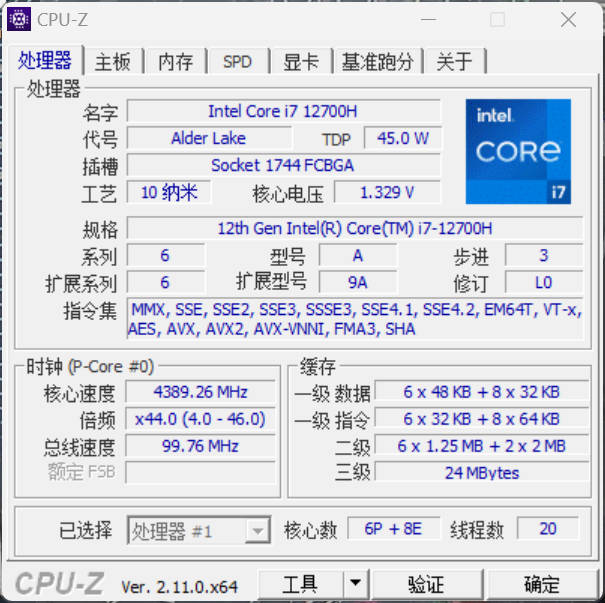 CPU-Z
处理器 主板 内存 SPD 显卡 基准跑分 关于
处理器
名字 Intel Core i7 12700H
代号 Alder Lake TDP 45.0 W
插槽 Socket 1744 FCBGA
工艺 10 纳米 核心电压 1.329 V
intel.
CORE
i7
规格 12th Gen Intel(R) Core(TM) i7-12700H
系列 6 型号 A 步进 3
扩展系列 6 扩展型号 9A 修订 L0
指令集 MMX, SSE, SSE2, SSE3, SSSE3, SSE4.1, SSE4.2, EM64T, VT-x,
AES, AVX, AVX2, AVX-VNNI, FMA3, SHA
时钟 (P-Core #0)
核心速度 4389.26 MHz
倍频 x44.0 (4.0 - 46.0)
总线速度 99.76 MHz
额定 FSB
缓存
一级 数据 6 x 48 KB + 8 x 32 KB
一级 指令 6 x 32 KB + 8 x 64 KB
二级 6 x 1.25 MB + 2 x 2 MB
三级 24 MBytes
已选择 处理器 #1 核心数 6P + 8E 线程数 20
CPU-Z Ver. 2.11.0.x64 工具 验证 确定